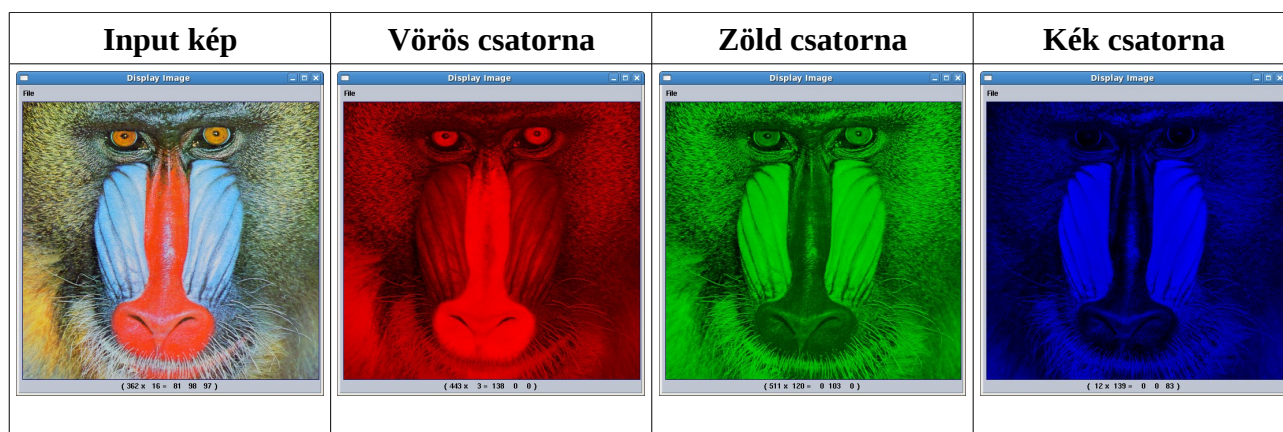 Input kép
Vörös csatorna
Zöld csatorna
Kék csatorna
Display Image
File
( 362 x 16 = 81 98 97 )
Display Image
File
( 443 x 3 = 138 0 0 )
Display Image
File
( 511 x 120 = 0 103 0 )
Display Image
File
( 12 x 139 = 0 0 83 )